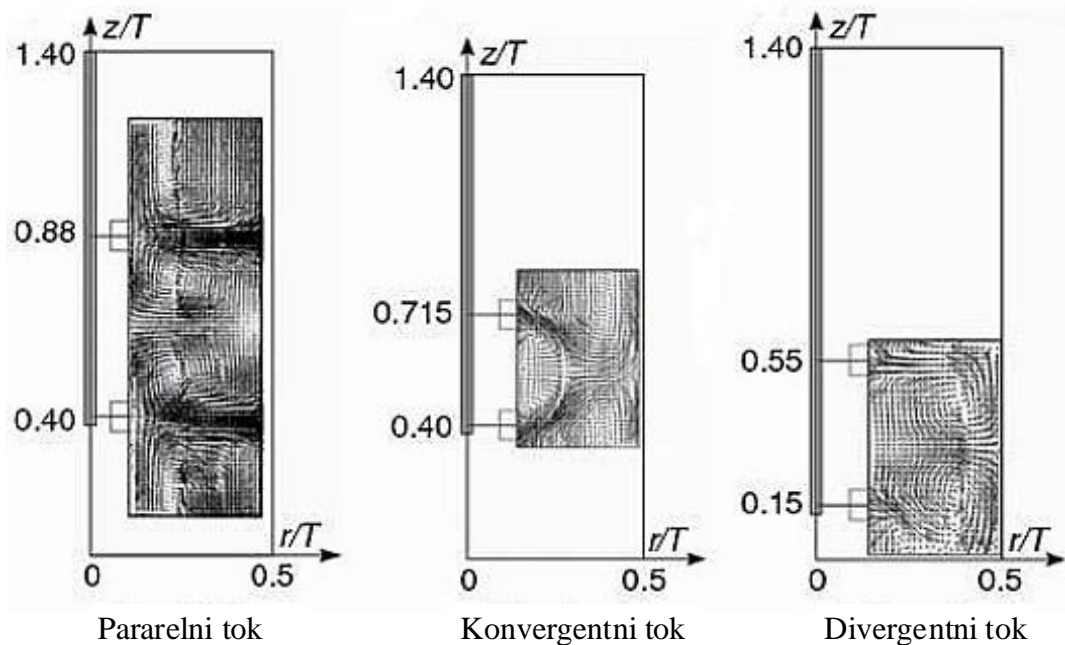 z/T
1.40
0.88
0.40
r/T
0
0.5
Pararelni tok
z/T
1.40
0.715
0.40
r/T
0
0.5
Konvergentni tok
z/T
1.40
0.55
0.15
r/T
0
0.5
Divergentni tok